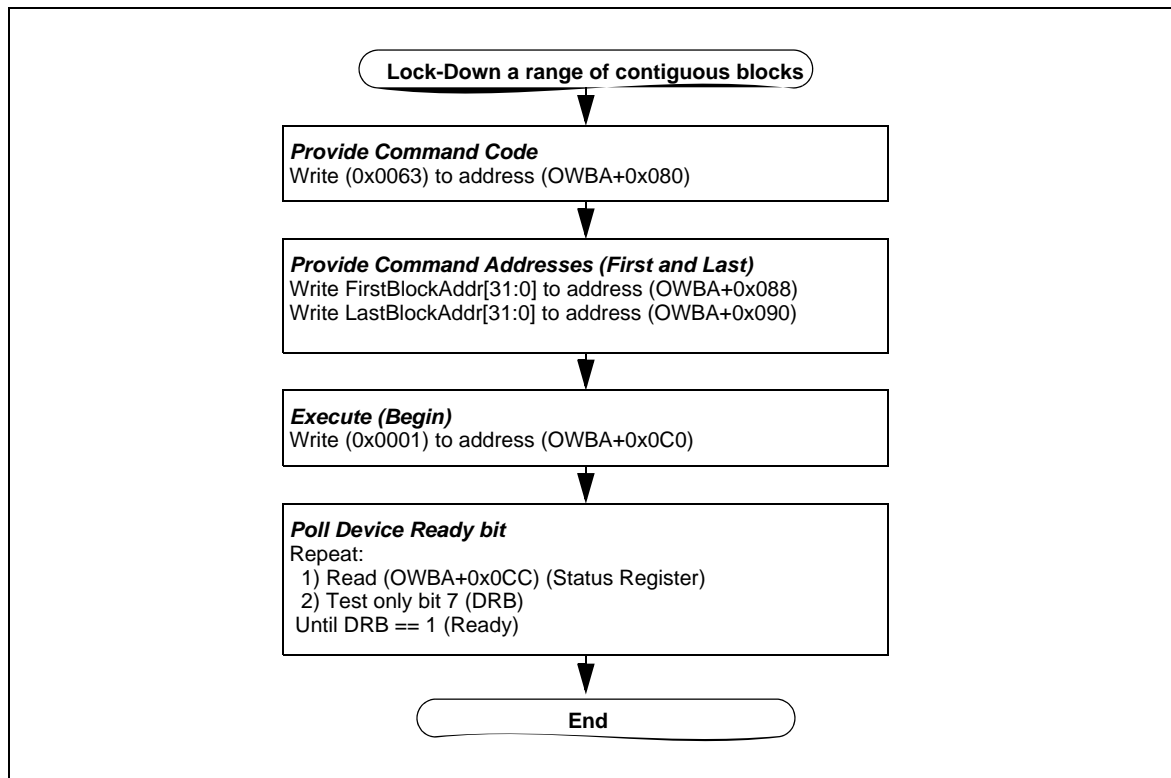 Lock-Down a range of contiguous blocks
Provide Command Code
Write (0x0063) to address (OWBA+0x080)
Provide Command Addresses (First and Last)
Write FirstBlockAddr[31:0] to address (OWBA+0x088)
Write LastBlockAddr[31:0] to address (OWBA+0x090)
Execute (Begin)
Write (0x0001) to address (OWBA+0x0C0)
Poll Device Ready bit
Repeat:
1) Read (OWBA+0x0CC) (Status Register)
2) Test only bit 7 (DRB)
Until DRB == 1 (Ready)
End